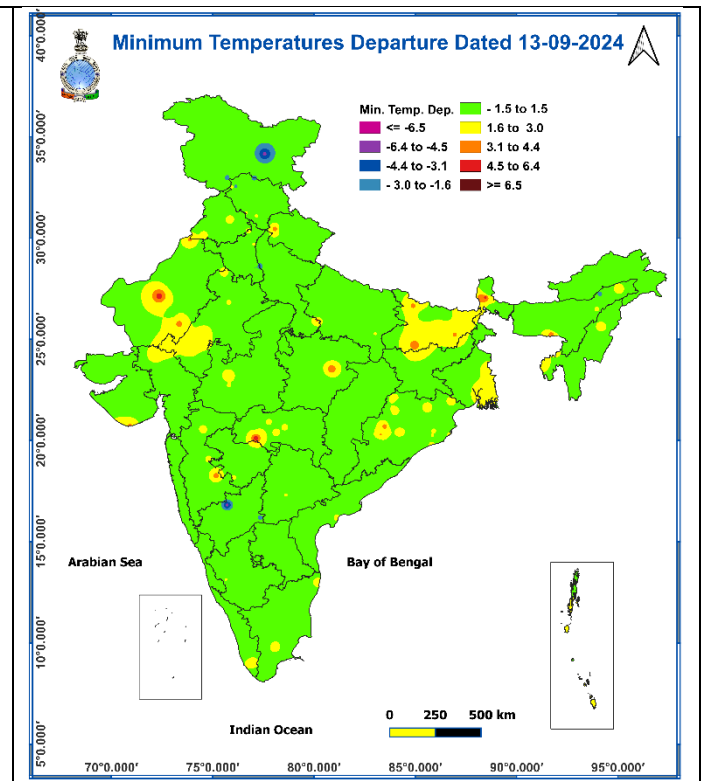 Minimum Temperatures Departure Dated 13-09-2024
Min. Temp. Dep.
<= -6.5
-6.4 to -4.5
-4.4 to -3.1
- 3.0 to -1.6
- 1.5 to 1.5
1.6 to 3.0
3.1 to 4.4
4.5 to 6.4
>= 6.5
40°0.000'
35°0.000'
30°0.000'
25°0.000'
20°0.000'
15°0.000'
10°0.000'
5°0.000'
Arabian Sea
Bay of Bengal
Indian Ocean
0 250 500 km
70°0.000' 75°0.000' 80°0.000' 85°0.000' 90°0.000' 95°0.000'